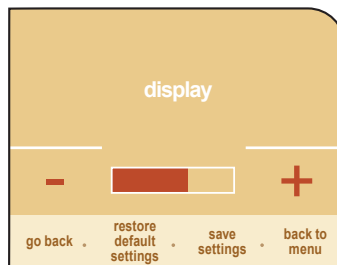 display
- +
go back · restore default settings · save settings · back to menu